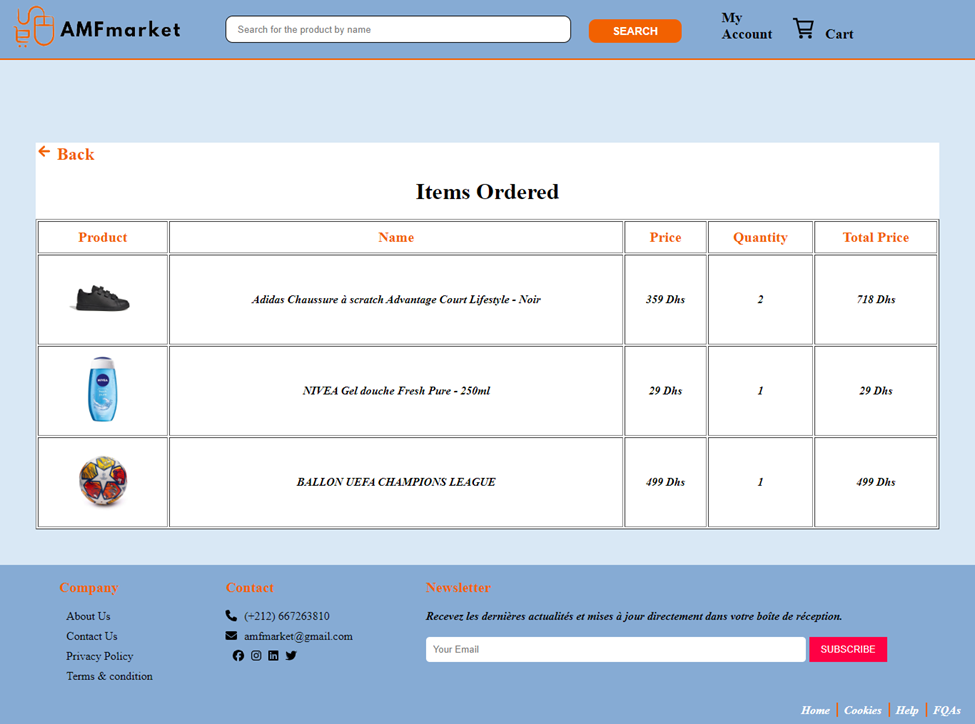 AMFmarket
Search for the product by name
SEARCH
My
Account
Cart
Back
Items Ordered
Product Name Price Quantity Total Price
Adidas Chaussure à scratch Advantage Court Lifestyle - Noir 359 Dhs 2 718 Dhs
NIVEA
NIVEA Gel douche Fresh Pure - 250ml 29 Dhs 1 29 Dhs
BALLON UEFA CHAMPIONS LEAGUE 499 Dhs 1 499 Dhs
Company
About Us
Contact Us
Privacy Policy
Terms & condition
Contact
(+212) 667263810
amfmarket@gmail.com
Newsletter
Recevez les dernières actualités et mises à jour directement dans votre boîte de réception.
Your Email
SUBSCRIBE
Home | Cookies | Help | FQAs